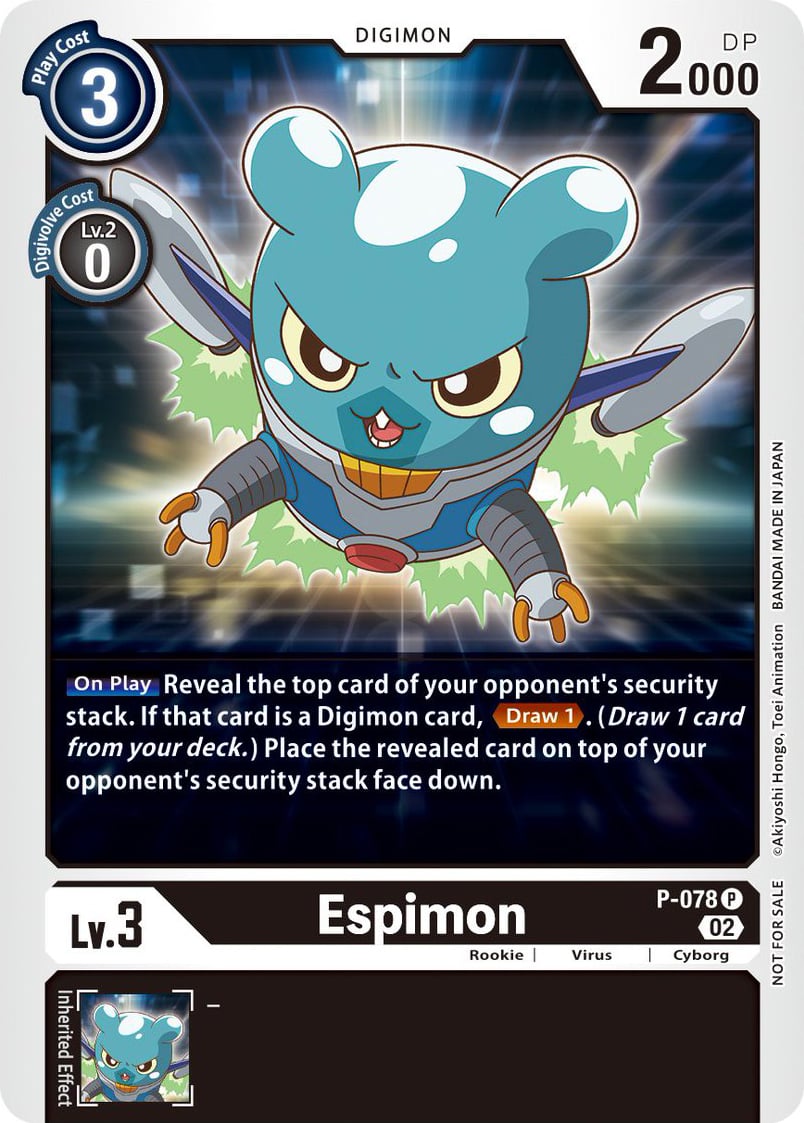 DIGIMON
Play Cost
3
DP
2000
Digivolve Cost
Lv.2
0
On Play Reveal the top card of your opponent's security
stack. If that card is a Digimon card, Draw 1. (Draw 1 card
from your deck.) Place the revealed card on top of your
opponent's security stack face down.
©Akiyoshi Hongo, Toei Animation BANDAI MADE IN JAPAN
NOT FOR SALE
Lv.3
Espimon
P-078 P
02
Rookie | Virus | Cyborg
Inherited Effect
–